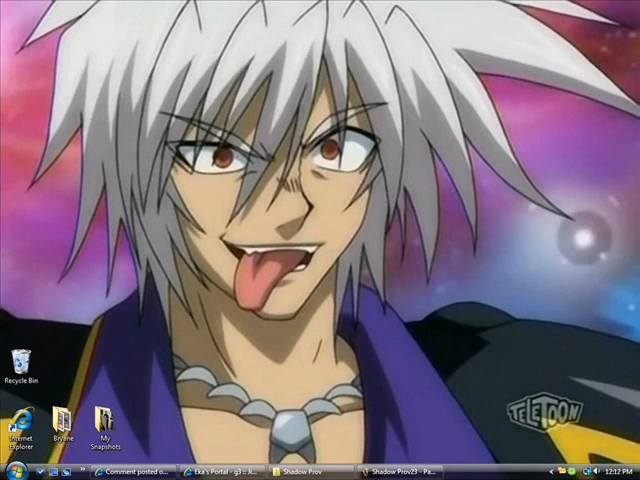 TELETOON
Recycle Bin
Internet Explorer
Bryane
My Snapshots
Comment posted o...
Eka's Portal - g3 :: Ji...
Shadow Prov
Shadow Prov23 - Pa...
12:12 PM